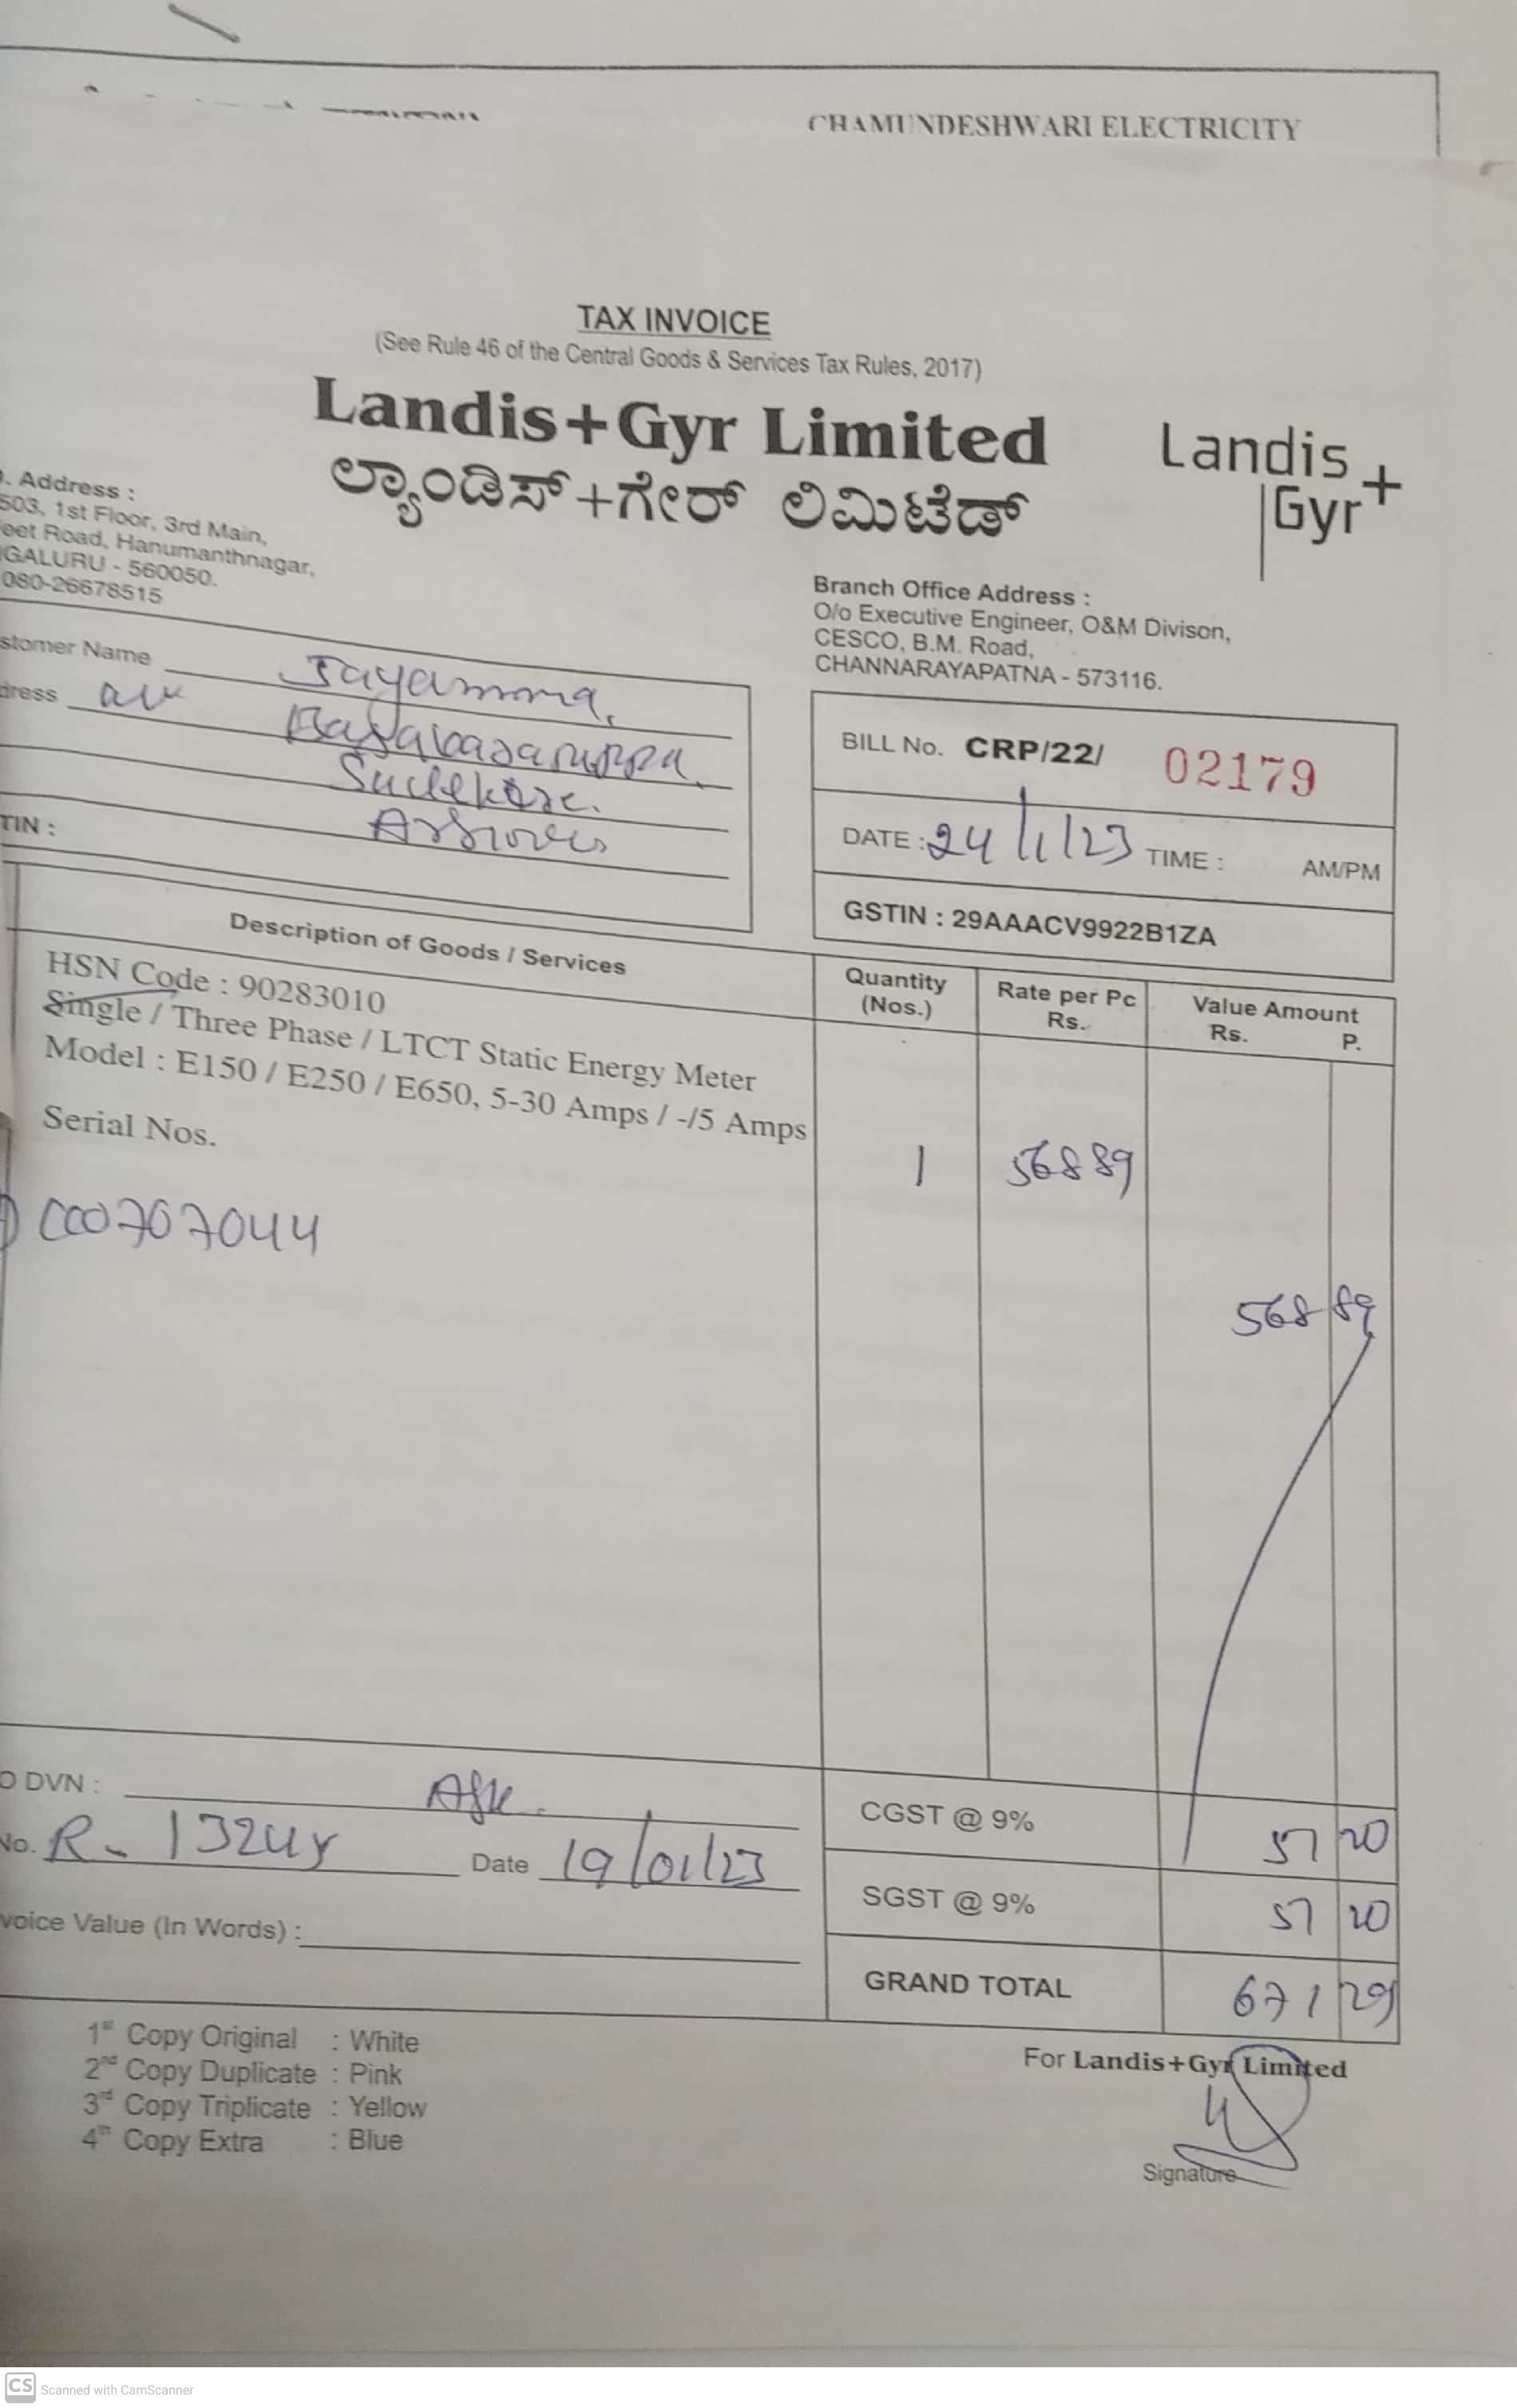 CHAMUNDESHWARI ELECTRICITY
TAX INVOICE
(See Rule 46 of the Central Goods & Services Tax Rules, 2017)
Landis+Gyr Limited
ಲ್ಯಾಂಡಿಸ್+ಗೇರ್ ಲಿಮಿಟೆಡ್
Landis+
Gyr
. Address :
503, 1st Floor, 3rd Main,
eet Road, Hanumanthnagar,
GALURU - 560050.
080-26678515
Branch Office Address :
O/o Executive Engineer, O&M Divison,
CESCO, B.M. Road,
CHANNARAYAPATNA - 573116.
stomer Name Jayamma,
dress
TIN :
BILL No. CRP/22/ 02179
DATE : 24/1/23 TIME : AM/PM
GSTIN : 29AAACV9922B1ZA
Description of Goods / Services
Quantity (Nos.)
Rate per Pc Rs.
Value Amount Rs. P.
HSN Code : 90283010
Single / Three Phase / LTCT Static Energy Meter
Model : E150 / E250 / E650, 5-30 Amps / -/5 Amps
Serial Nos.
1 56889
568 89
O DVN :
No. Date 19/01/23
voice Value (In Words) :
CGST @ 9% 57 20
SGST @ 9% 57 20
GRAND TOTAL 671 29
1st Copy Original : White
2nd Copy Duplicate : Pink
3rd Copy Triplicate : Yellow
4th Copy Extra : Blue
For Landis+Gyr Limited
Signature
CS Scanned with CamScanner